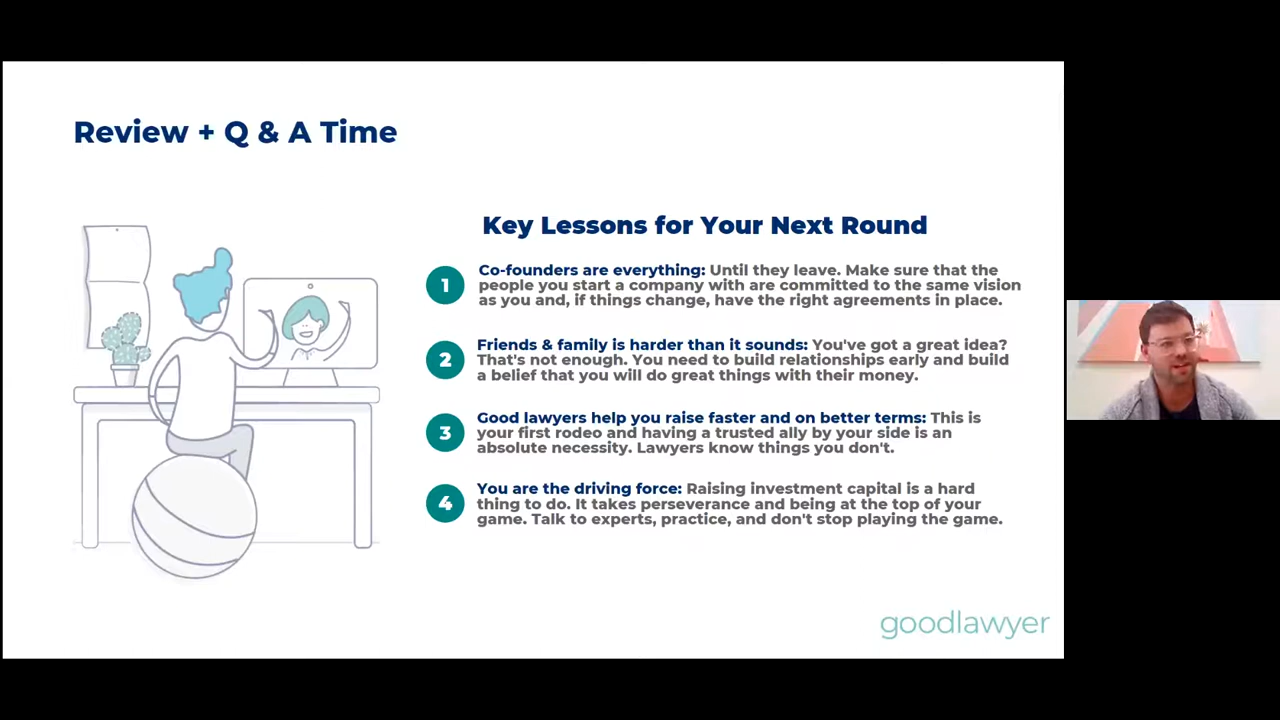 Review + Q & A Time
Key Lessons for Your Next Round
1
Co-founders are everything: Until they leave. Make sure that the
people you start a company with are committed to the same vision
as you and, if things change, have the right agreements in place.
2
Friends & family is harder than it sounds: You've got a great idea?
That's not enough. You need to build relationships early and build
a belief that you will do great things with their money.
3
Good lawyers help you raise faster and on better terms: This is
your first rodeo and having a trusted ally by your side is an
absolute necessity. Lawyers know things you don't.
4
You are the driving force: Raising investment capital is a hard
thing to do. It takes perseverance and being at the top of your
game. Talk to experts, practice, and don't stop playing the game.
goodlawyer